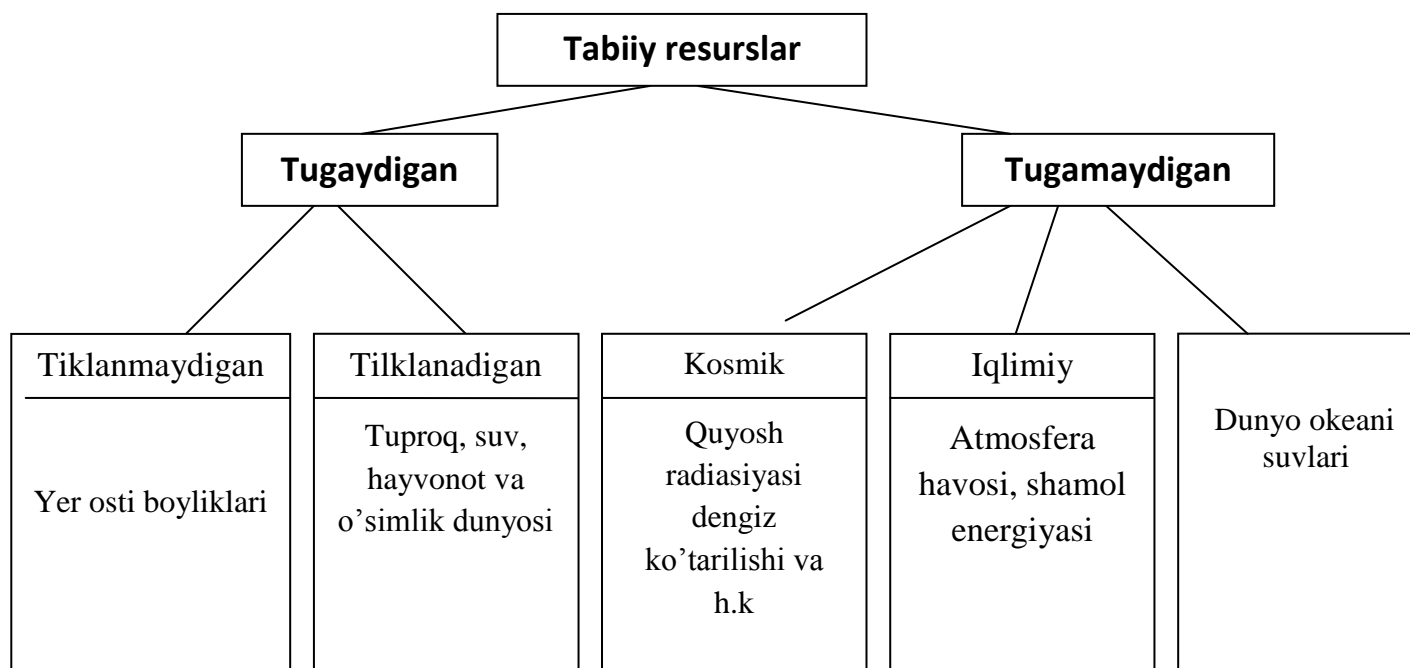 Tabiiy resurslar
Tugaydigan
Tugamaydigan
Tiklanmaydigan
Yer osti boyliklari
Tilklanadigan
Tuproq, suv,
hayvonot va
o’simlik dunyosi
Kosmik
Quyosh
radiasiyasi
dengiz
ko’tarilishi va
h.k
Iqlimiy
Atmosfera
havosi, shamol
energiyasi
Dunyo okeani
suvlari